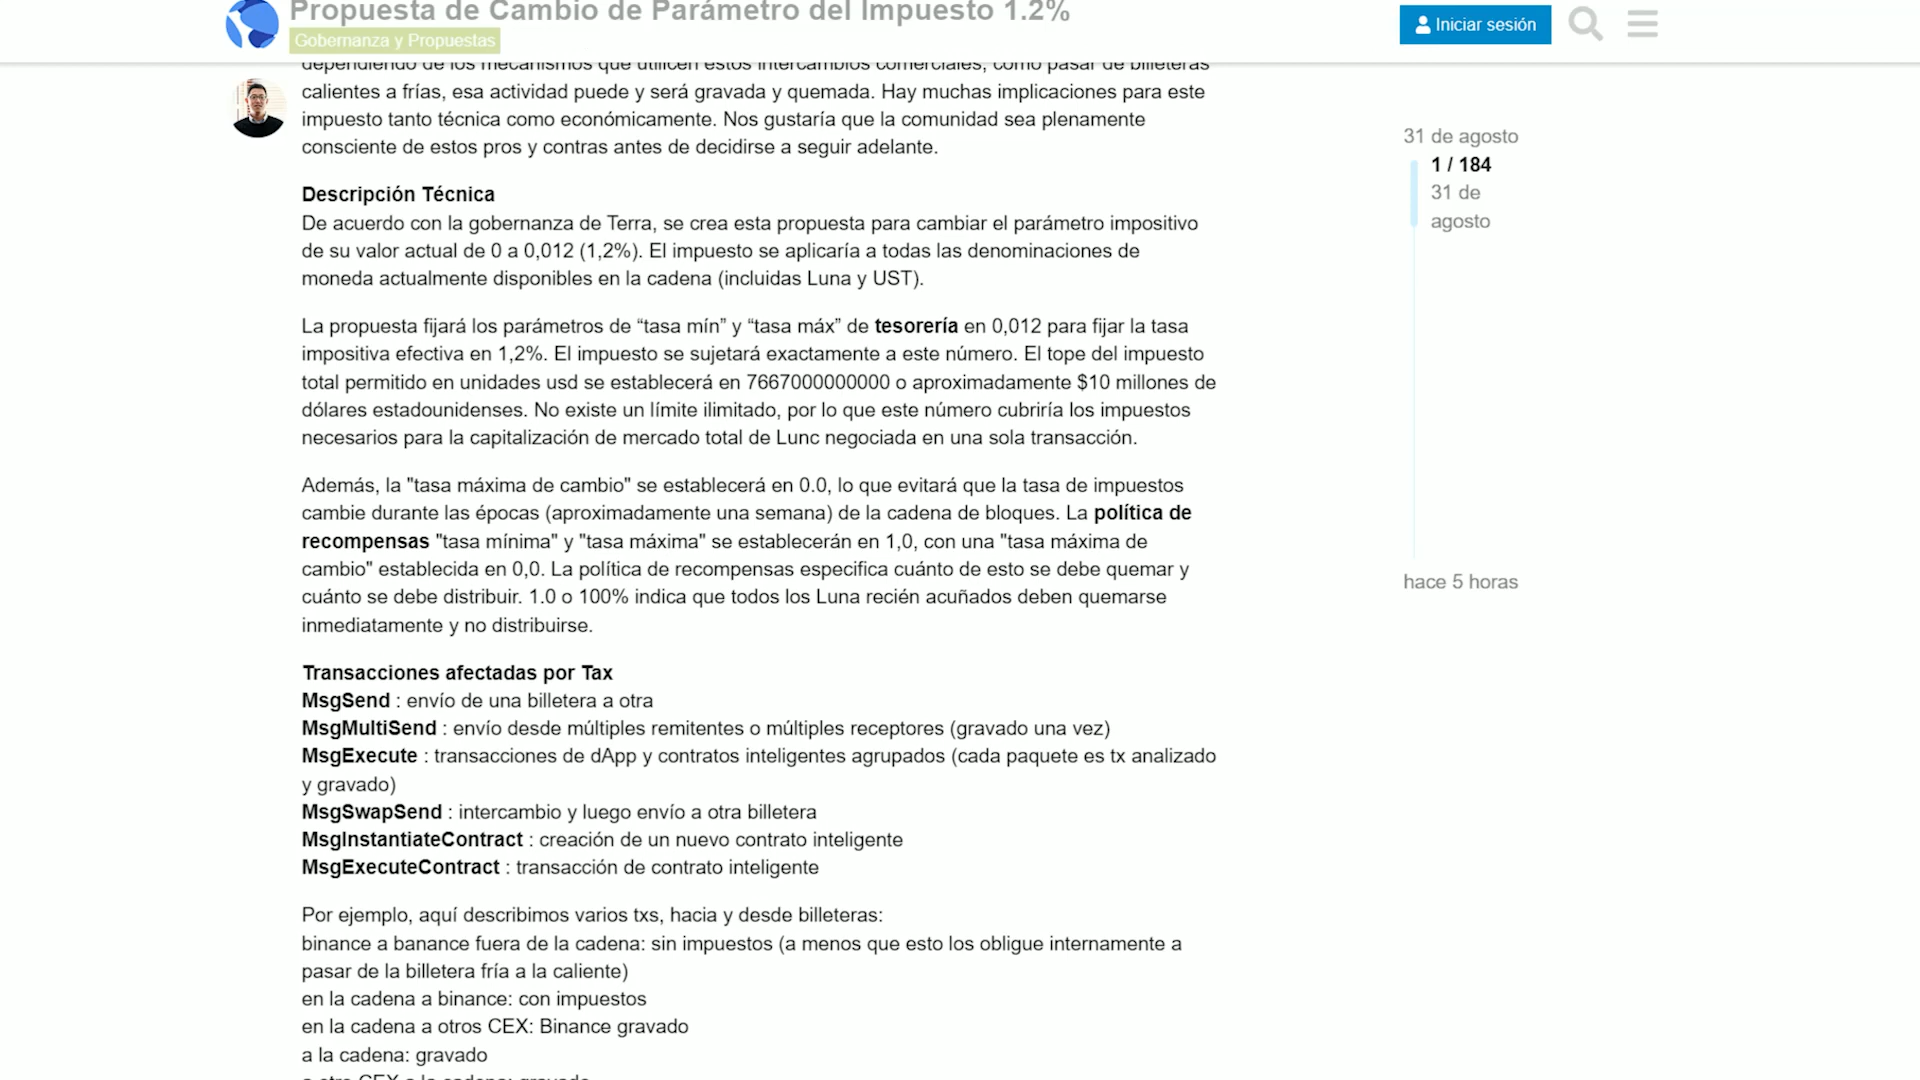 Propuesta de Cambio de Parámetro del Impuesto 1.2%
Gobernanza y Propuestas
Iniciar sesión
dependiendo de los mecanismos que utilicen estos intercambios comerciales, como pasar de billeteras
calientes a frías, esa actividad puede y será gravada y quemada. Hay muchas implicaciones para este
impuesto tanto técnica como económicamente. Nos gustaría que la comunidad sea plenamente
consciente de estos pros y contras antes de decidirse a seguir adelante.
Descripción Técnica
De acuerdo con la gobernanza de Terra, se crea esta propuesta para cambiar el parámetro impositivo
de su valor actual de 0 a 0,012 (1,2%). El impuesto se aplicaría a todas las denominaciones de
moneda actualmente disponibles en la cadena (incluidas Luna y UST).
La propuesta fijará los parámetros de “tasa mín” y “tasa máx” de tesorería en 0,012 para fijar la tasa
impositiva efectiva en 1,2%. El impuesto se sujetará exactamente a este número. El tope del impuesto
total permitido en unidades usd se establecerá en 7667000000000 o aproximadamente $10 millones de
dólares estadounidenses. No existe un límite ilimitado, por lo que este número cubriría los impuestos
necesarios para la capitalización de mercado total de Lunc negociada en una sola transacción.
Además, la "tasa máxima de cambio" se establecerá en 0.0, lo que evitará que la tasa de impuestos
cambie durante las épocas (aproximadamente una semana) de la cadena de bloques. La política de
recompensas "tasa mínima" y "tasa máxima" se establecerán en 1,0, con una "tasa máxima de
cambio" establecida en 0,0. La política de recompensas especifica cuánto de esto se debe quemar y
cuánto se debe distribuir. 1.0 o 100% indica que todos los Luna recién acuñados deben quemarse
inmediatamente y no distribuirse.
Transacciones afectadas por Tax
MsgSend : envío de una billetera a otra
MsgMultiSend : envío desde múltiples remitentes o múltiples receptores (gravado una vez)
MsgExecute : transacciones de dApp y contratos inteligentes agrupados (cada paquete es tx analizado
y gravado)
MsgSwapSend : intercambio y luego envío a otra billetera
MsgInstantiateContract : creación de un nuevo contrato inteligente
MsgExecuteContract : transacción de contrato inteligente
Por ejemplo, aquí describimos varios txs, hacia y desde billeteras:
binance a banance fuera de la cadena: sin impuestos (a menos que esto los obligue internamente a
pasar de la billetera fría a la caliente)
en la cadena a binance: con impuestos
en la cadena a otros CEX: Binance gravado
a la cadena: gravado
a otro CEX a la cadena: gravado
31 de agosto
1 / 184
31 de
agosto
hace 5 horas